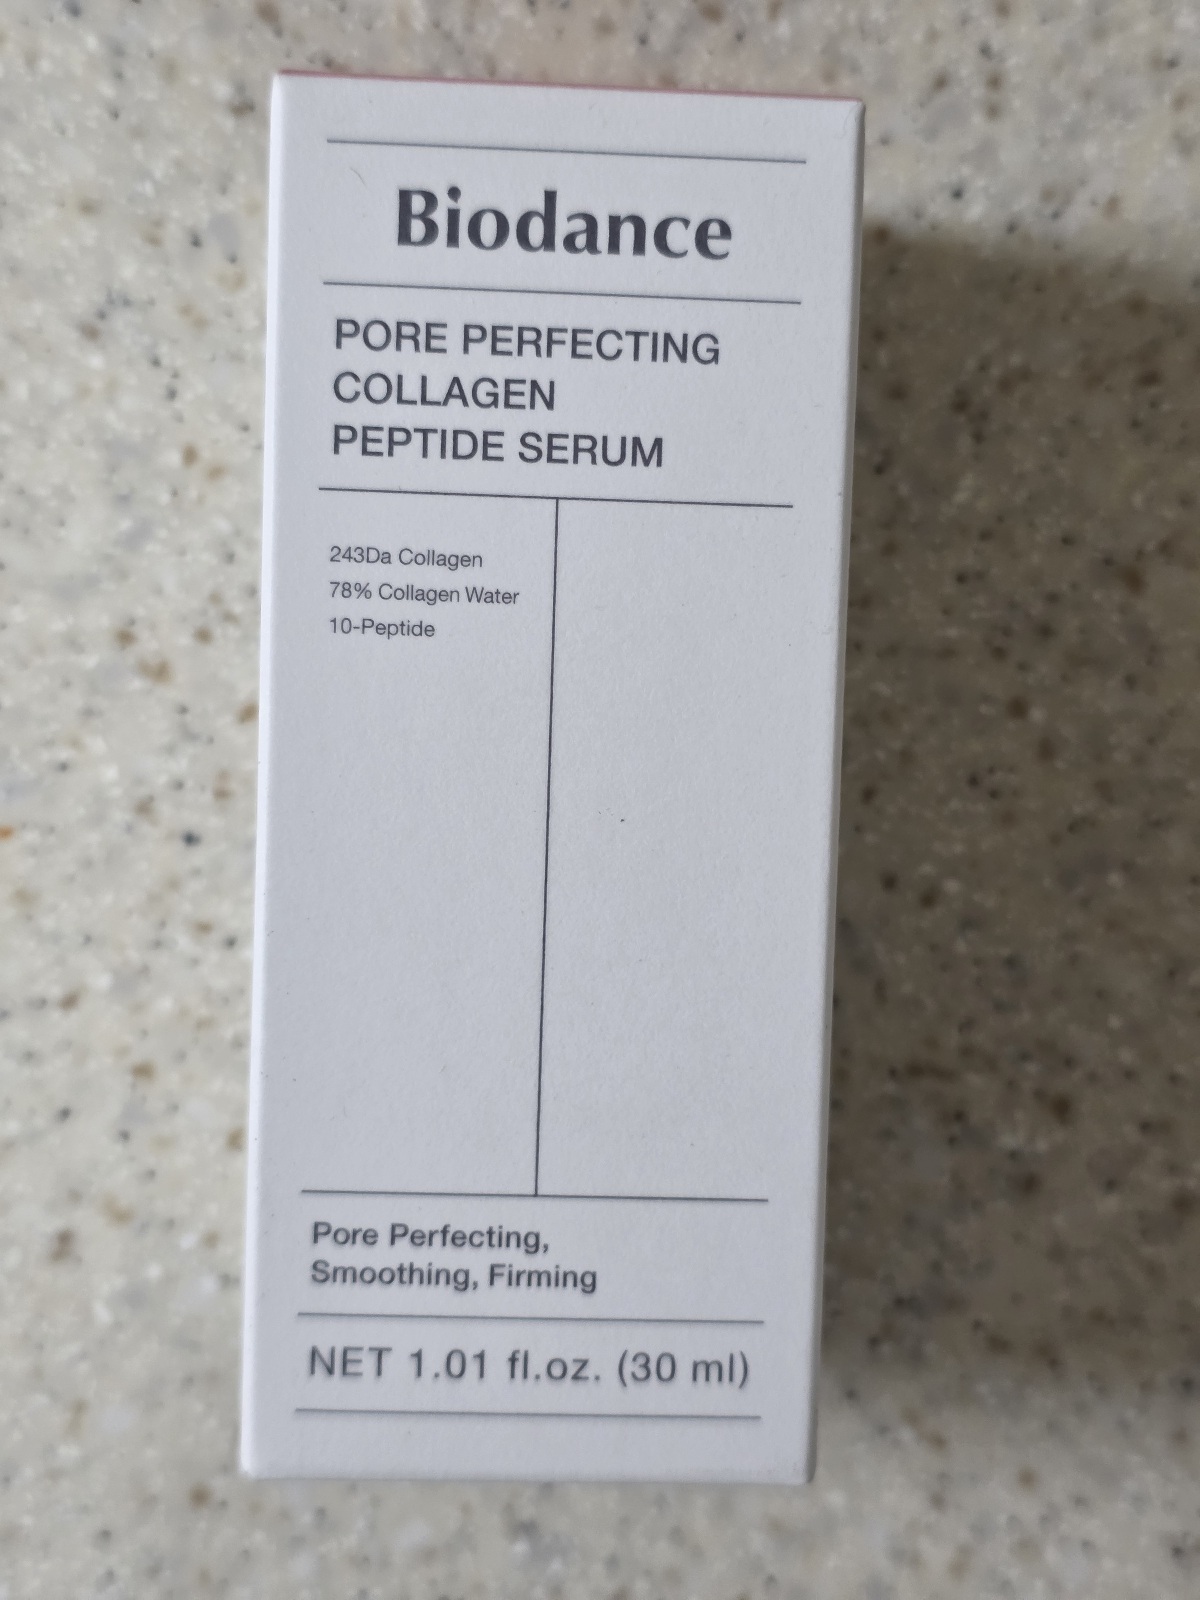 Biodance
PORE PERFECTING
COLLAGEN
PEPTIDE SERUM
243Da Collagen
78% Collagen Water
10-Peptide
Pore Perfecting,
Smoothing, Firming
NET 1.01 fl.oz. (30 ml)